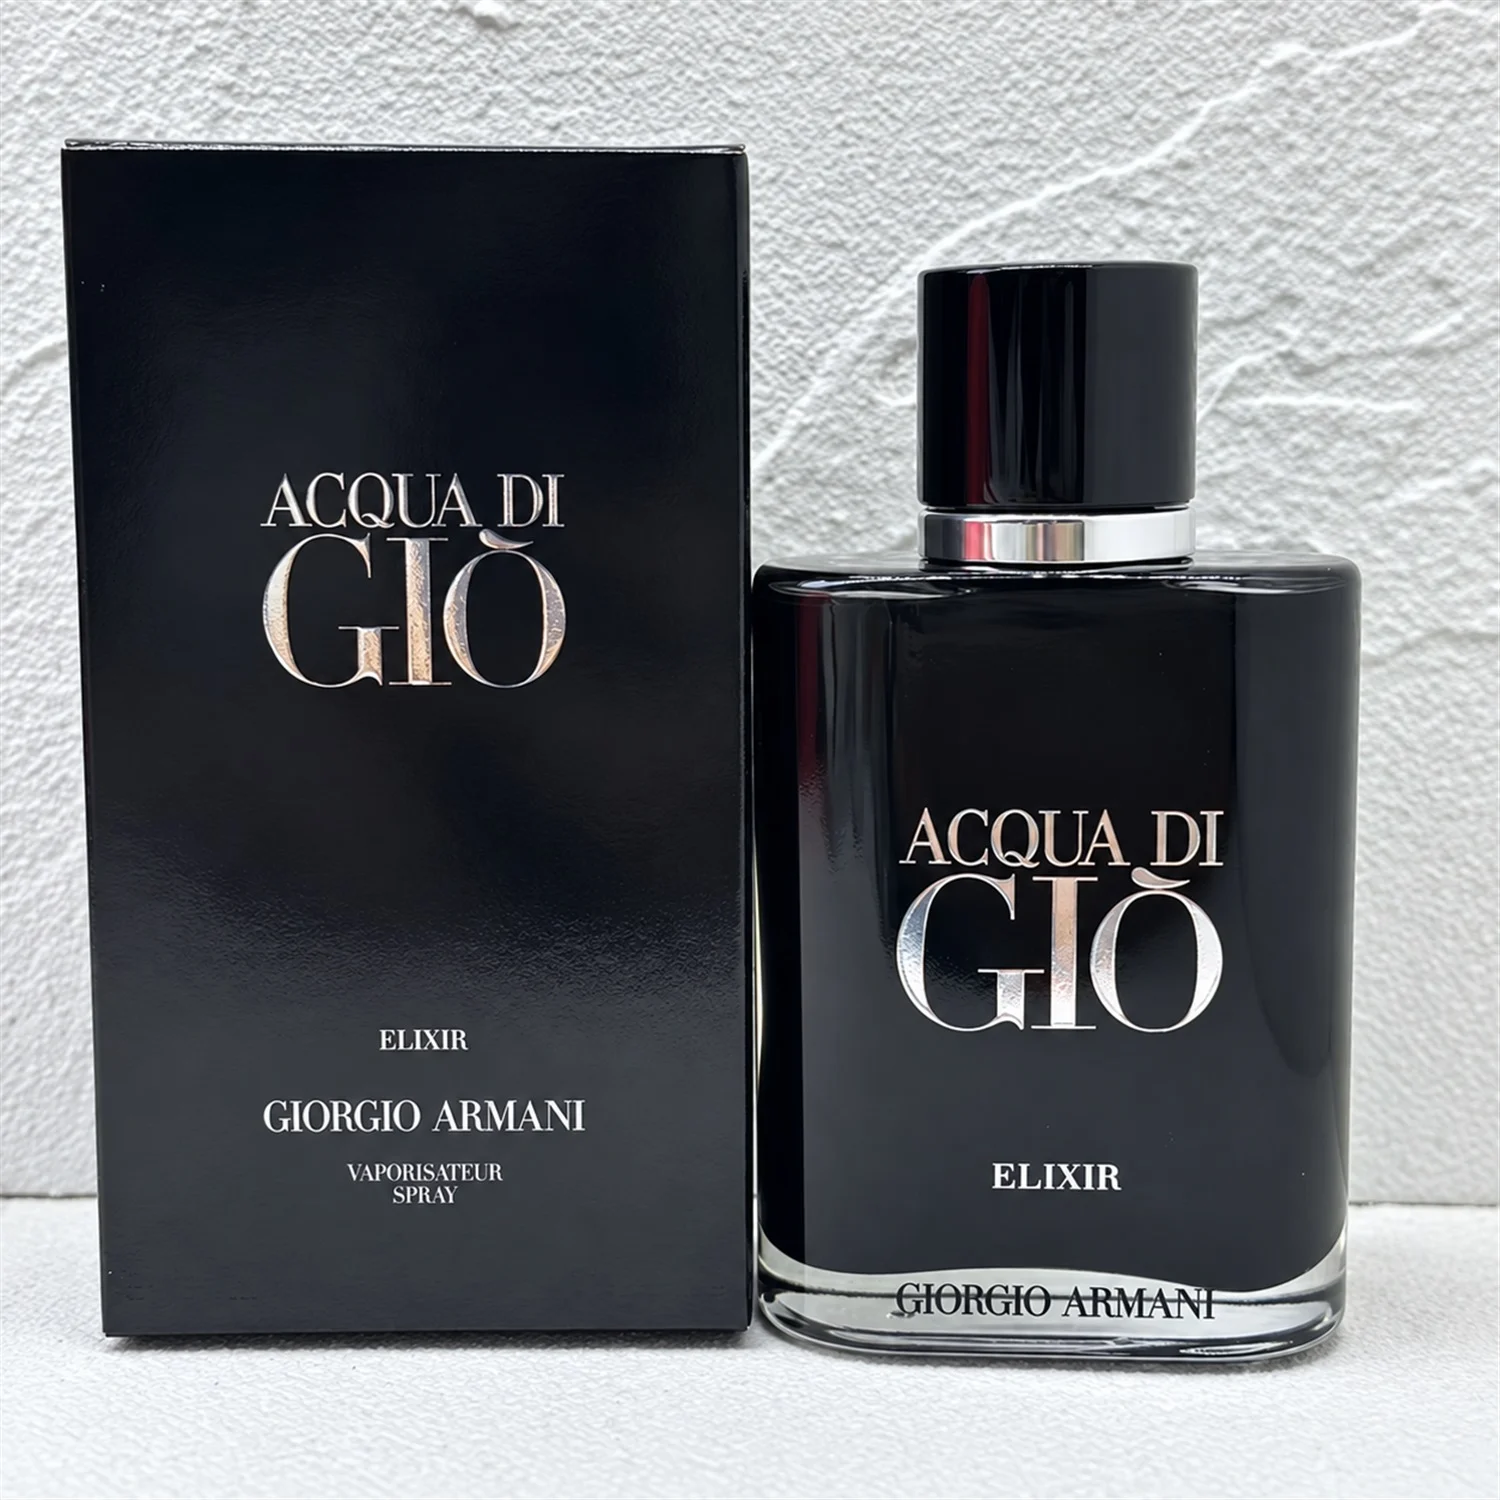 ACQUA DI
GIÒ
ELIXIR
GIORGIO ARMANI
VAPORISATEUR
SPRAY
ACQUA DI
GIÒ
ELIXIR
GIORGIO ARMANI